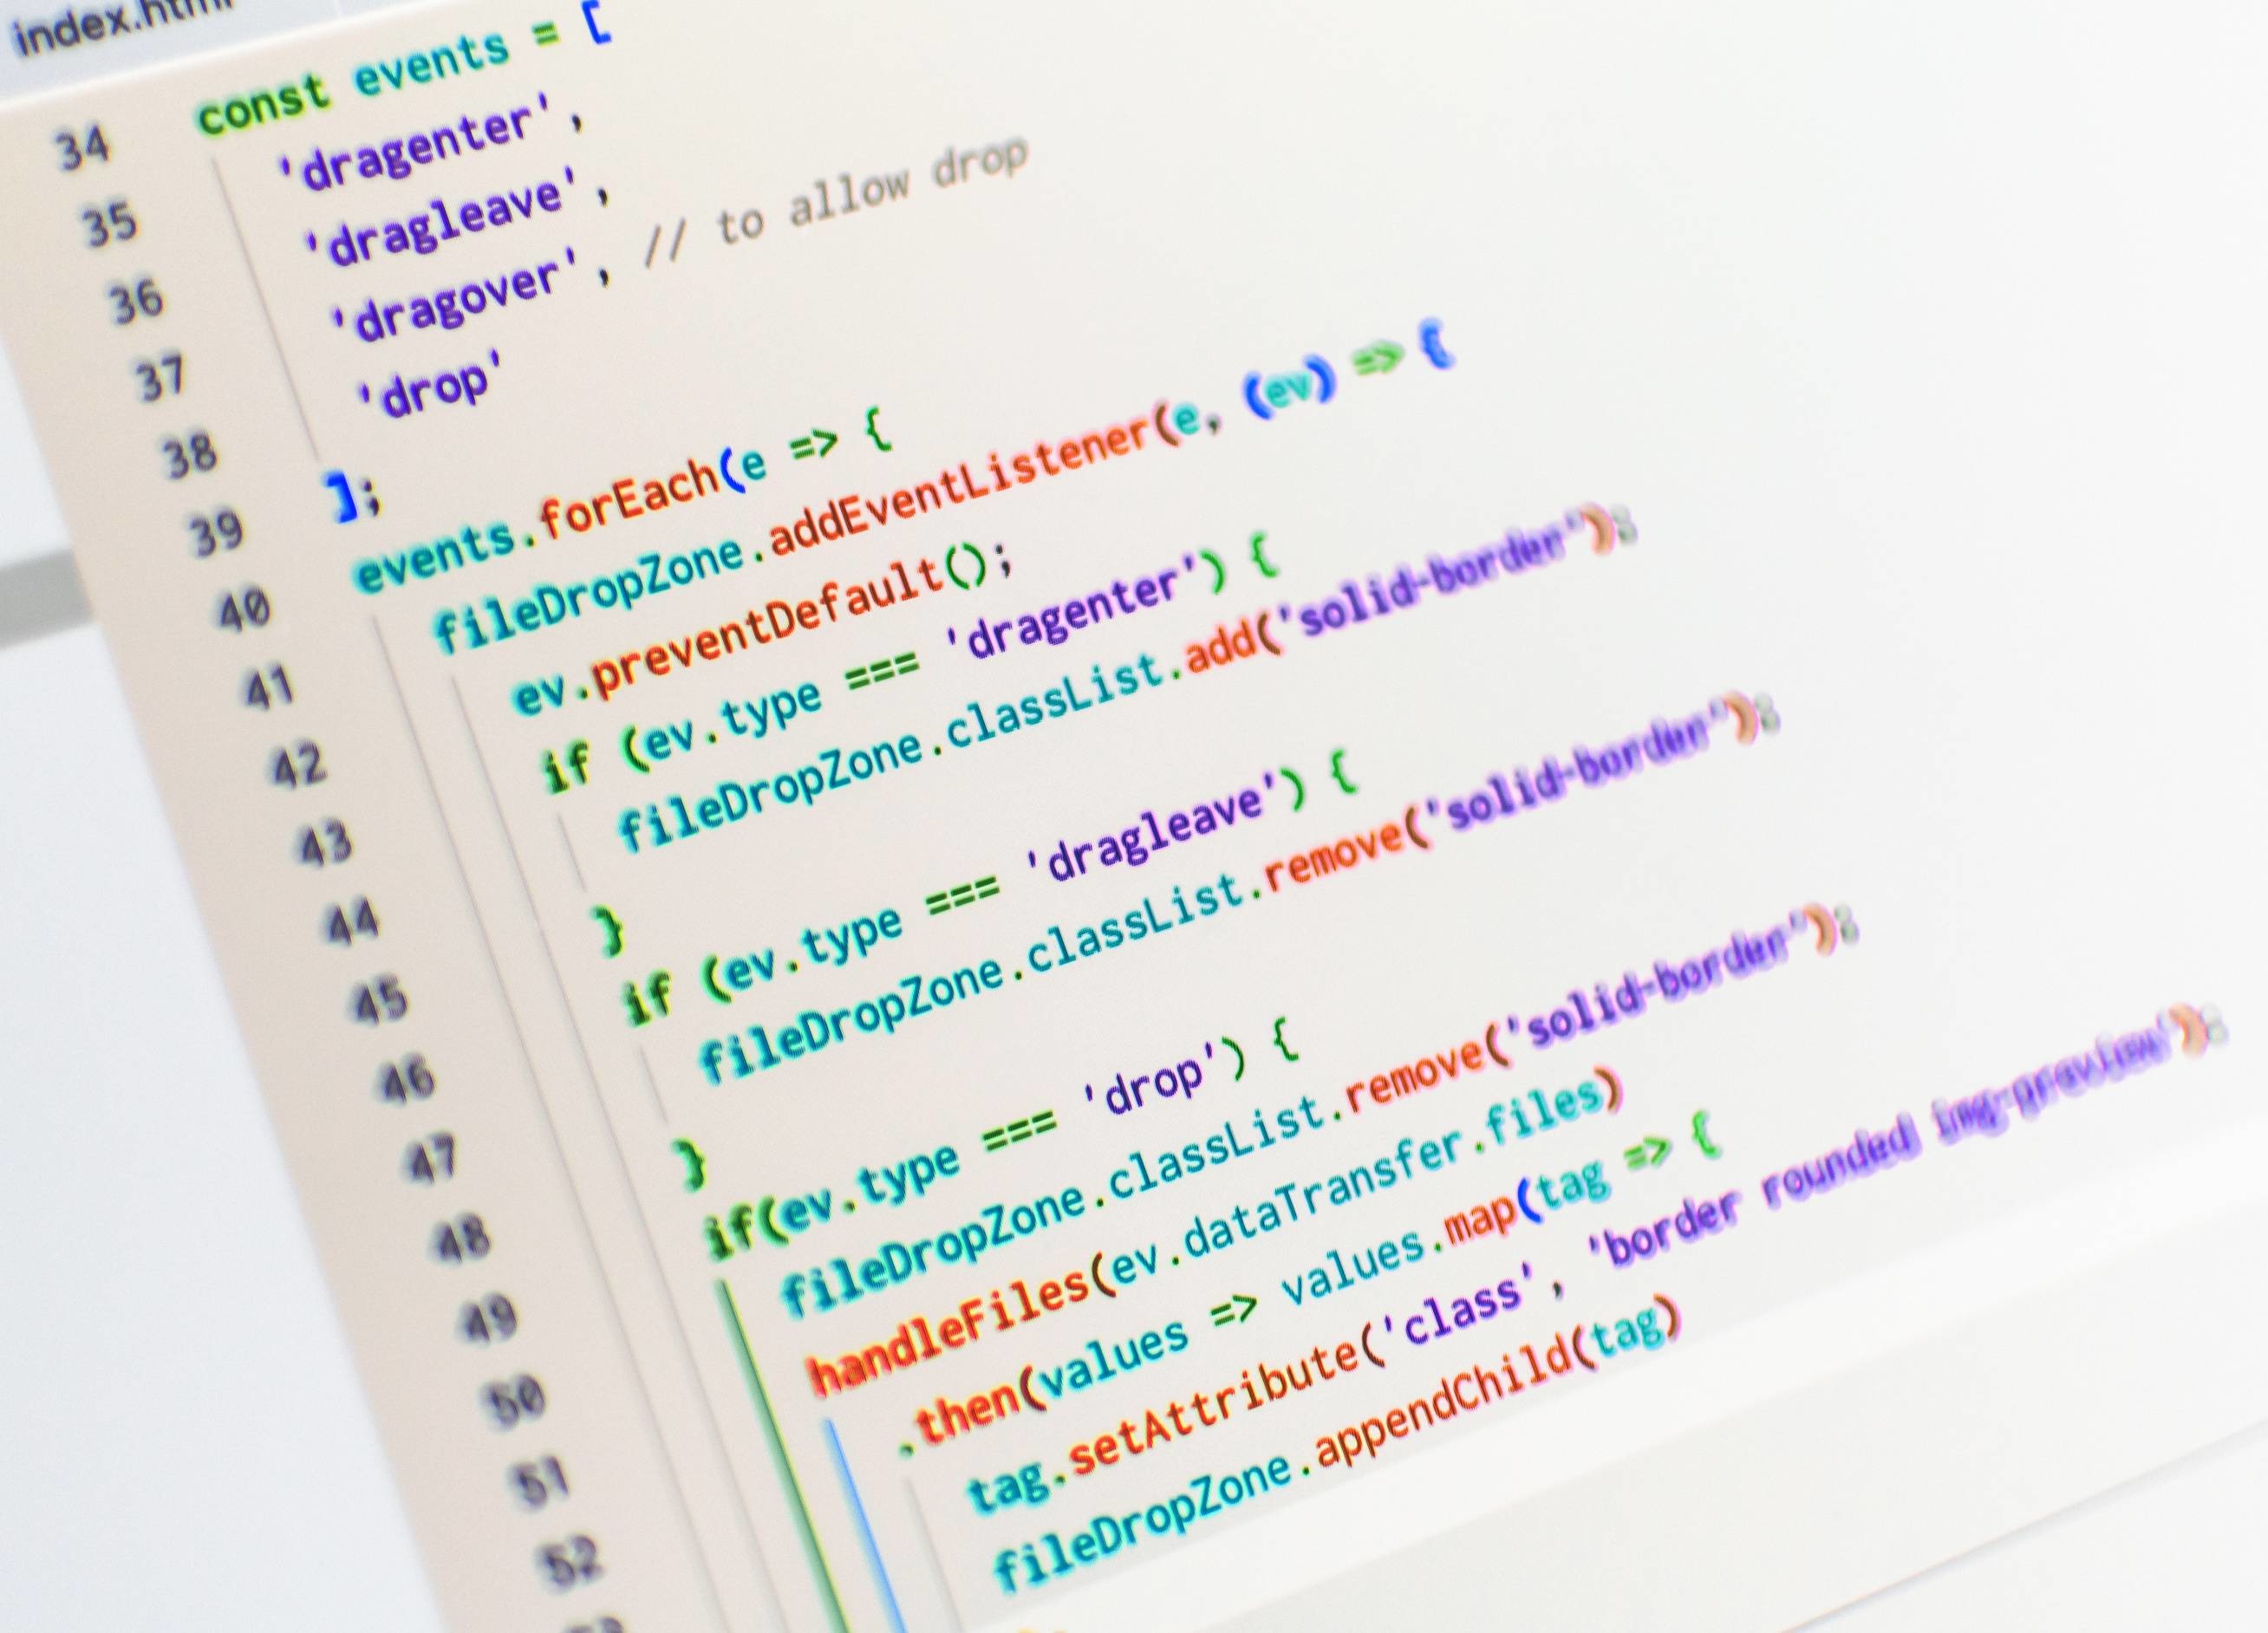 index.html
34 const events = [
35 'dragenter',
36 'dragleave',
37 'dragover', // to allow drop
38 'drop'
39 ];
40 events.forEach(e => {
41 fileDropZone.addEventListener(e, (ev) => {
42 ev.preventDefault();
43 if (ev.type === 'dragenter') {
44 fileDropZone.classList.add('solid-border');
45 }
46 if (ev.type === 'dragleave') {
47 fileDropZone.classList.remove('solid-border');
48 }
49 if(ev.type === 'drop') {
50 fileDropZone.classList.remove('solid-border');
51 handleFiles(ev.dataTransfer.files)
52 .then(values => values.map(tag => {
tag.setAttribute('class', 'border rounded img-preview');
fileDropZone.appendChild(tag)